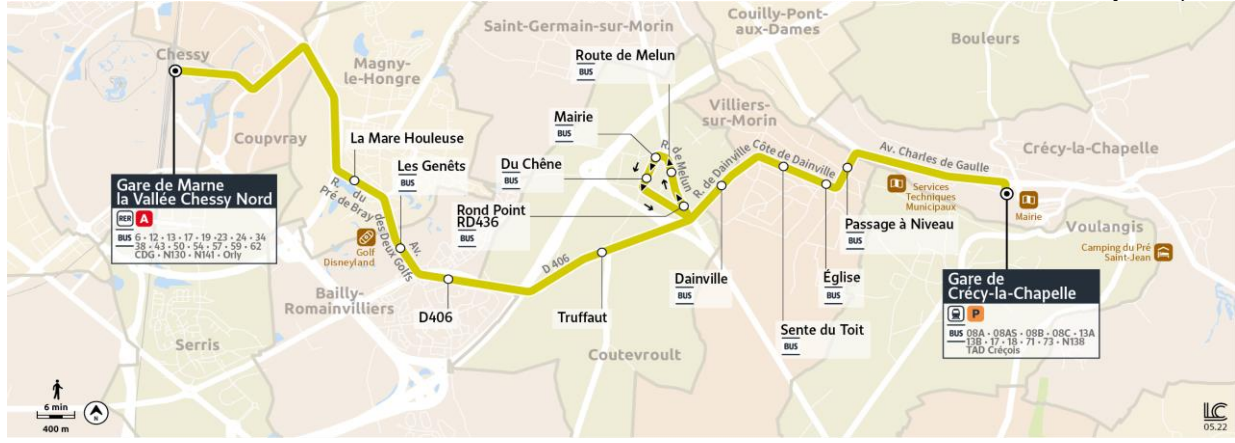 Saint-Germain-sur-Morin
Couilly-Pont-
aux-Dames
Bouleurs
Chessy
Magny-
le-Hongre
Coupvray
Villiers-
sur-Morin
Crécy-la-Chapelle
Voulangis
Bailly-
Romainvilliers
Serris
Coutevroult
Gare de Marne
la Vallée Chessy Nord
RER A
BUS 6 • 12 • 13 • 17 • 19 • 23 • 24 • 34
38 • 43 • 50 • 54 • 57 • 59 • 62
CDG • N130 • N141 • Orly
La Mare Houleuse
Les Genêts
BUS
R. du
Pré de Bray
Av.
des Deux Golfs
Golf
Disneyland
D406
D 406
Truffaut
Route de Melun
BUS
Mairie
BUS
Du Chêne
BUS
Rond Point
RD436
BUS
R.
de Melun
R. de Dainville
Côte de Dainville
Av. Charles de Gaulle
Dainville
BUS
Sente du Toit
BUS
Église
BUS
Passage à Niveau
BUS
Services
Techniques
Municipaux
Mairie
Camping du Pré
Saint-Jean
Gare de
Crécy-la-Chapelle
P
BUS 08A • 08AS • 08B • 08C • 13A
13B • 17 • 18 • 71 • 73 • N138
TAD Créçois
6 min
400 m
N
LC
05.22